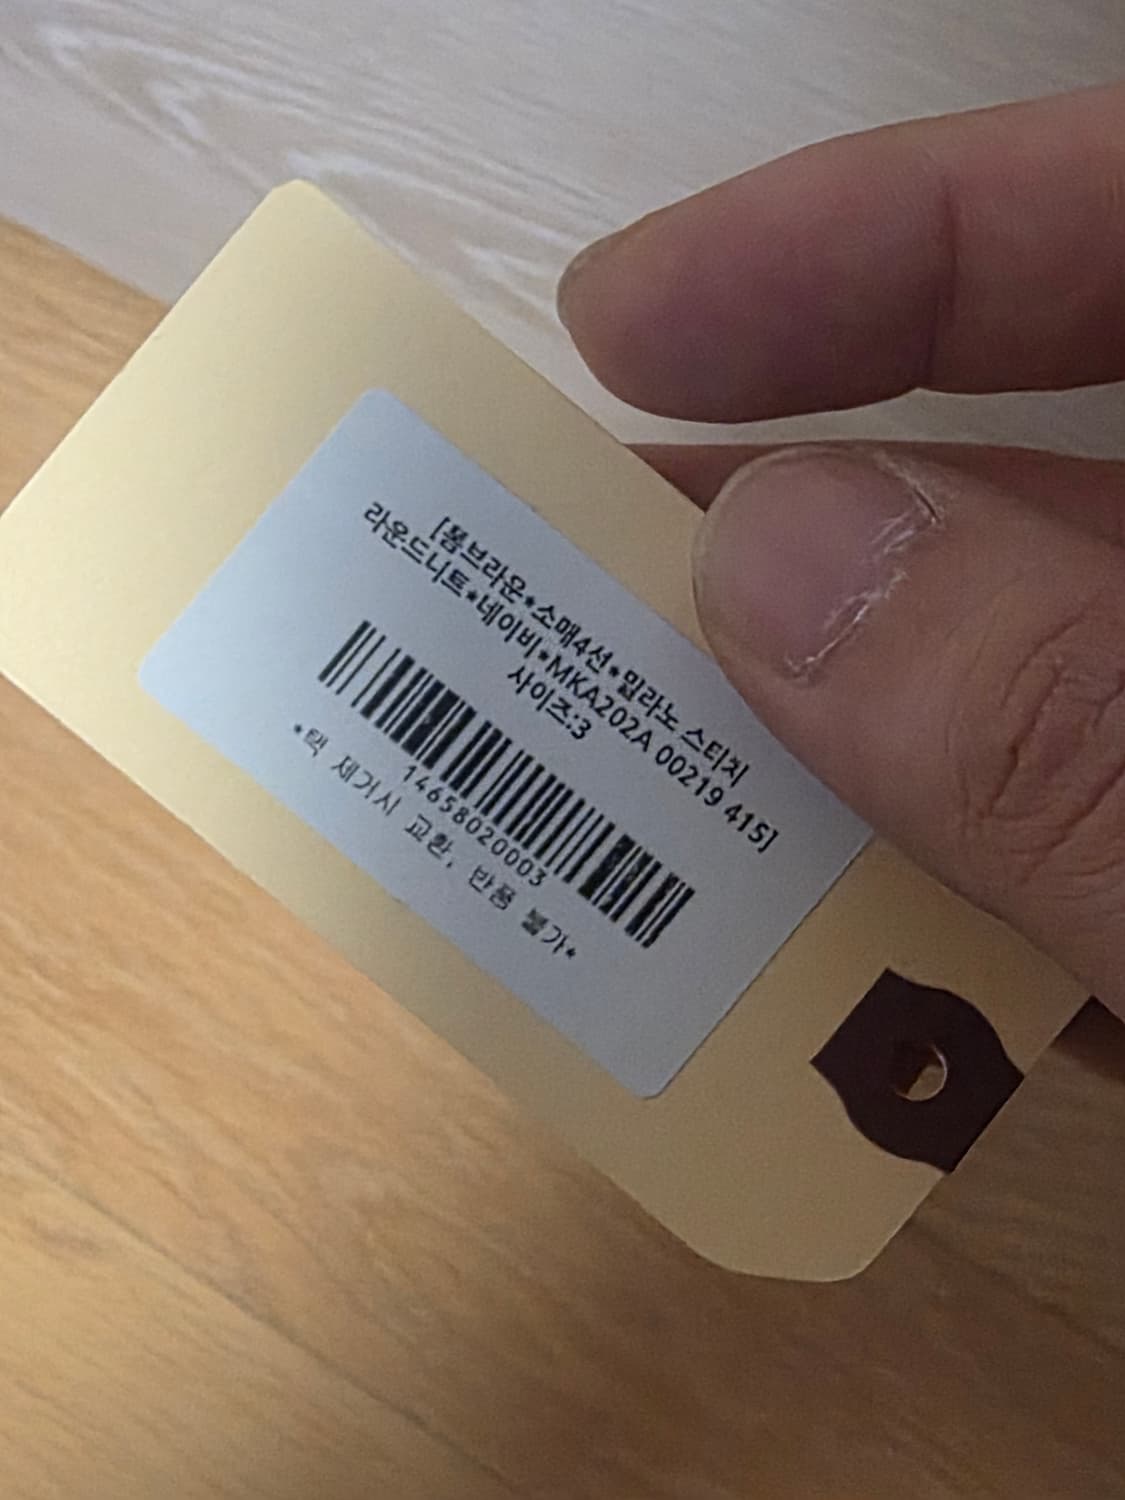 [톰브라운*소매4선*밀라노 스티치
라운드니트*네이비*MKA202A 00219 415]
사이즈:3
14658020003
*택 제거시 교환, 반품 불가*